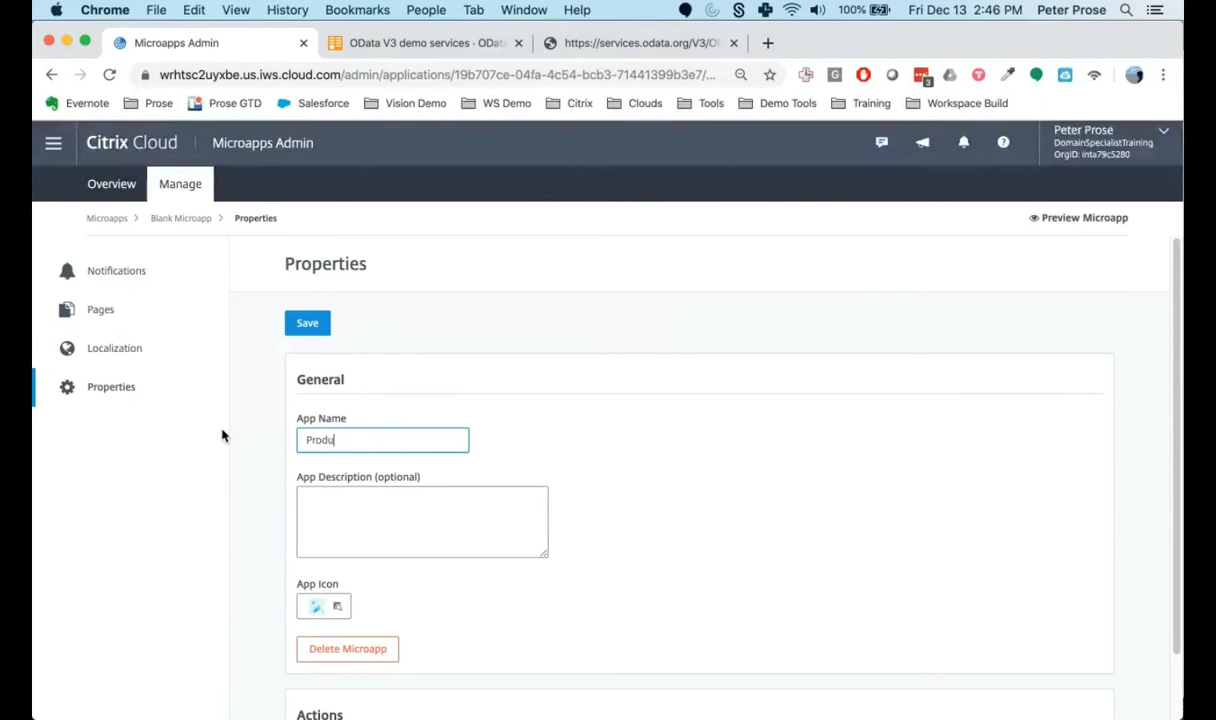 Chrome File Edit View History Bookmarks People Tab Window Help 100% Fri Dec 13 2:46 PM Peter Prose
Microapps Admin
OData V3 demo services · OData
https://services.odata.org/V3/OD
wrhtsc2uyxbe.us.iws.cloud.com/admin/applications/19b707ce-04fa-4c54-bcb3-71441399b3e7/...
3
Evernote Prose Prose GTD Salesforce Vision Demo WS Demo Citrix Clouds Tools Demo Tools Training Workspace Build
Citrix Cloud Microapps Admin
Peter Prose
DomainSpecialistTraining
OrgID: inta79c5280
Overview Manage
Microapps > Blank Microapp > Properties
Preview Microapp
Notifications
Pages
Localization
Properties
Properties
Save
General
App Name
Produ
App Description (optional)
App Icon
Delete Microapp
Actions